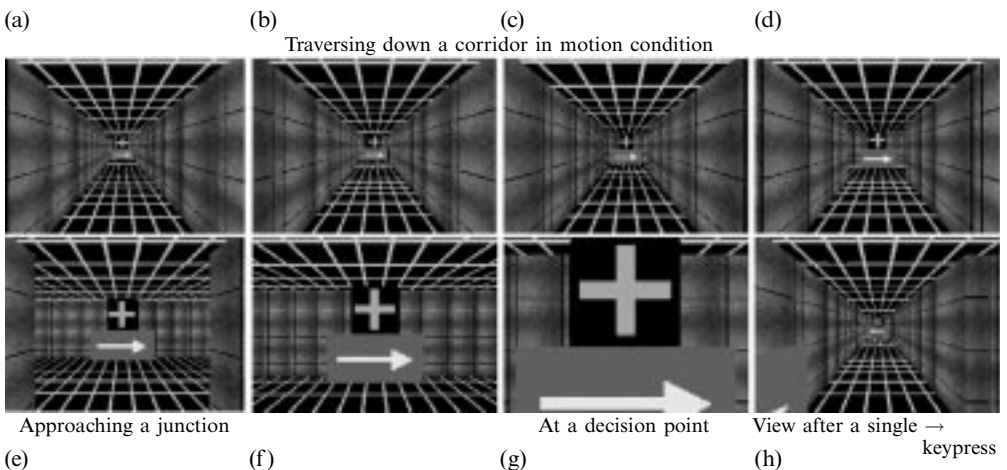 (a) (b) (c) (d)
Traversing down a corridor in motion condition
Approaching a junction At a decision point View after a single →
keypress
(e) (f) (g) (h)